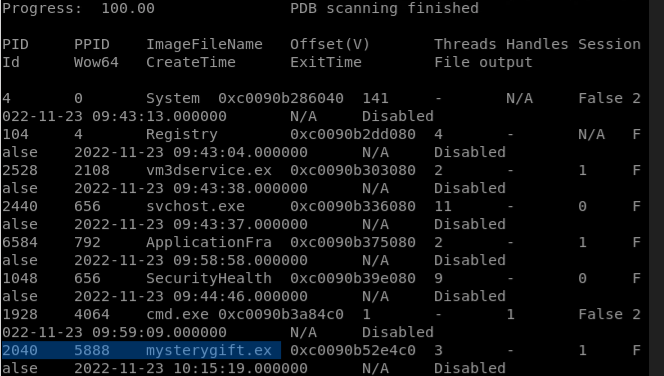 Progress:  100.00               PDB scanning finished
PID     PPID    ImageFileName   Offset(V)       Threads Handles Session
Id      Wow64   CreateTime      ExitTime        File output
4       0       System  0xc0090b286040  141     -       N/A     False 2
022-11-23 09:43:13.000000       N/A     Disabled
104     4       Registry        0xc0090b2dd080  4       -       N/A   F
alse    2022-11-23 09:43:04.000000      N/A     Disabled
2528    2108    vm3dservice.ex  0xc0090b303080  2       -       1     F
alse    2022-11-23 09:43:38.000000      N/A     Disabled
2440    656     svchost.exe     0xc0090b336080  11      -       0     F
alse    2022-11-23 09:43:37.000000      N/A     Disabled
6584    792     ApplicationFra  0xc0090b375080  2       -       1     F
alse    2022-11-23 09:58:58.000000      N/A     Disabled
1048    656     SecurityHealth  0xc0090b39e080  9       -       0     F
alse    2022-11-23 09:44:46.000000      N/A     Disabled
1928    4064    cmd.exe 0xc0090b3a84c0  1       -       1       False 2
022-11-23 09:59:09.000000       N/A     Disabled
2040    5888    mysterygift.ex  0xc0090b52e4c0  3       -       1     F
alse    2022-11-23 10:15:19.000000      N/A     Disabled